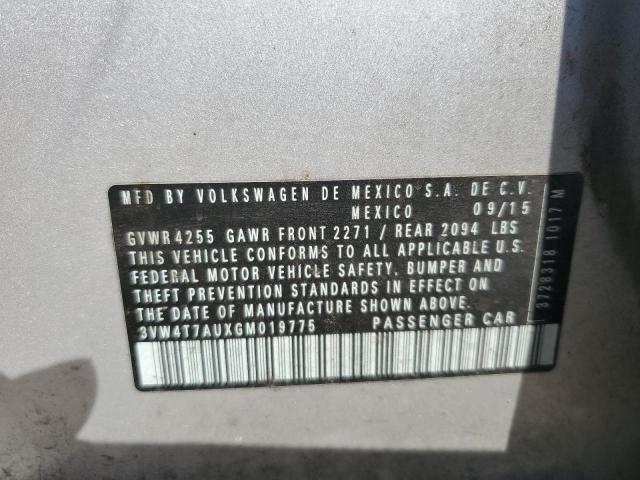 MFD BY VOLKSWAGEN DE MEXICO S.A. DE C.V.
MEXICO 09/15
GVWR 4255 GAWR FRONT 2271 / REAR 2094 LBS
THIS VEHICLE CONFORMS TO ALL APPLICABLE U.S.
FEDERAL MOTOR VEHICLE SAFETY, BUMPER AND
THEFT PREVENTION STANDARDS IN EFFECT ON
THE DATE OF MANUFACTURE SHOWN ABOVE.
3VW4T7AUXGM019775 PASSENGER CAR
3728318 1017 M